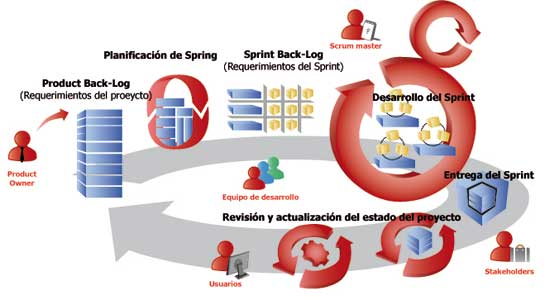 Scrum master
Planificación de Spring
Sprint Back-Log
(Requerimientos del Sprint)
Product Back-Log
(Requerimientos del proeycto)
Desarrollo del Sprint
Product
Owner
Equipo de desarrollo
Entrega del Sprint
Revisión y actualización del estado del proyecto
Usuarios
Stakeholders